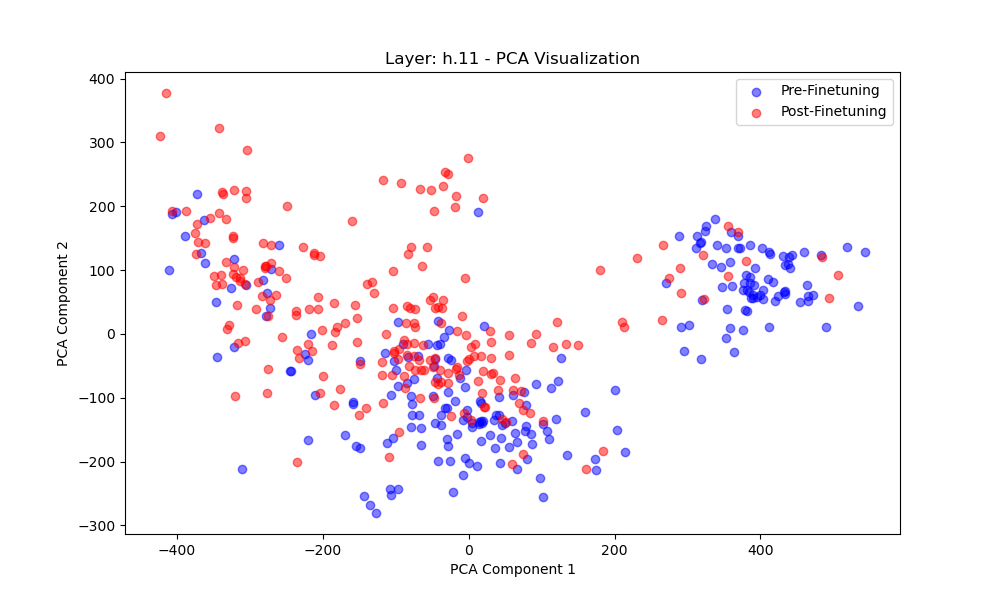 Layer: h.11 - PCA Visualization
Pre-Finetuning
Post-Finetuning
PCA Component 2
400
300
200
100
0
−100
−200
−300
−400
−200
0
200
400
PCA Component 1